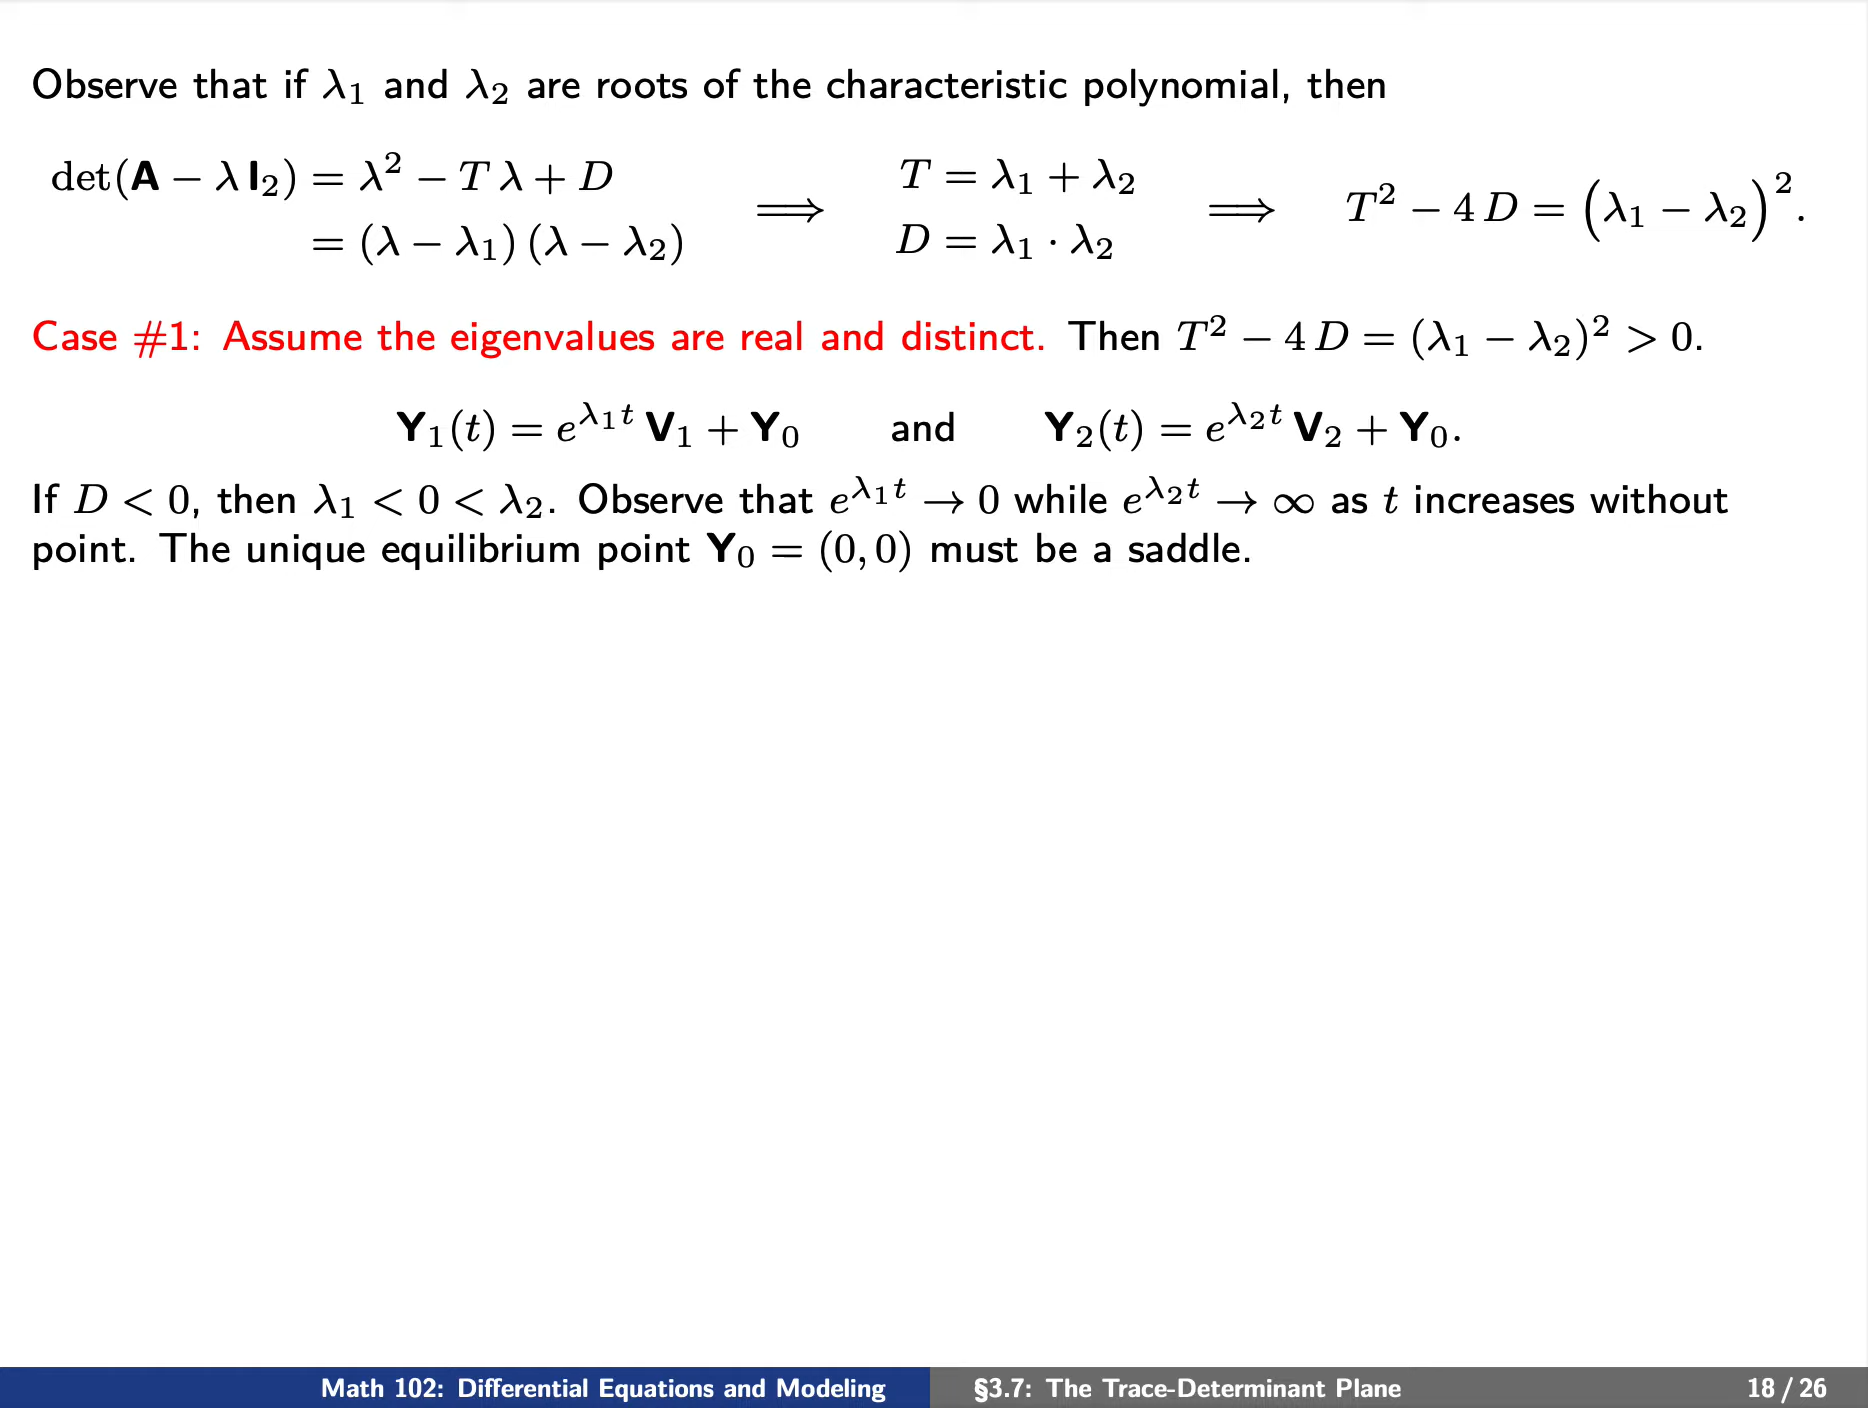 Observe that if λ₁ and λ₂ are roots of the characteristic polynomial, then
det(A − λ I₂) = λ² − T λ + D
= (λ − λ₁) (λ − λ₂)
⟹
T = λ₁ + λ₂
D = λ₁ · λ₂
⟹
T² − 4 D = (λ₁ − λ₂)².
Case #1: Assume the eigenvalues are real and distinct. Then T² − 4 D = (λ₁ − λ₂)² > 0.
Y₁(t) = e^{λ₁t} V₁ + Y₀ and Y₂(t) = e^{λ₂t} V₂ + Y₀.
If D < 0, then λ₁ < 0 < λ₂. Observe that e^{λ₁t} → 0 while e^{λ₂t} → ∞ as t increases without
point. The unique equilibrium point Y₀ = (0, 0) must be a saddle.
Math 102: Differential Equations and Modeling §3.7: The Trace-Determinant Plane 18 / 26